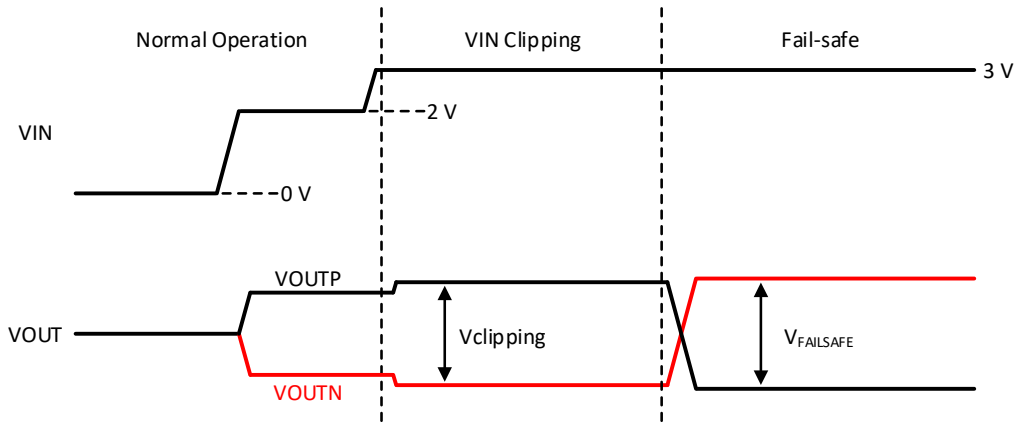 Normal Operation
VIN Clipping
Fail-safe
3 V
2 V
VIN
0 V
VOUTP
VOUT
Vclipping
VFAILSAFE
VOUTN